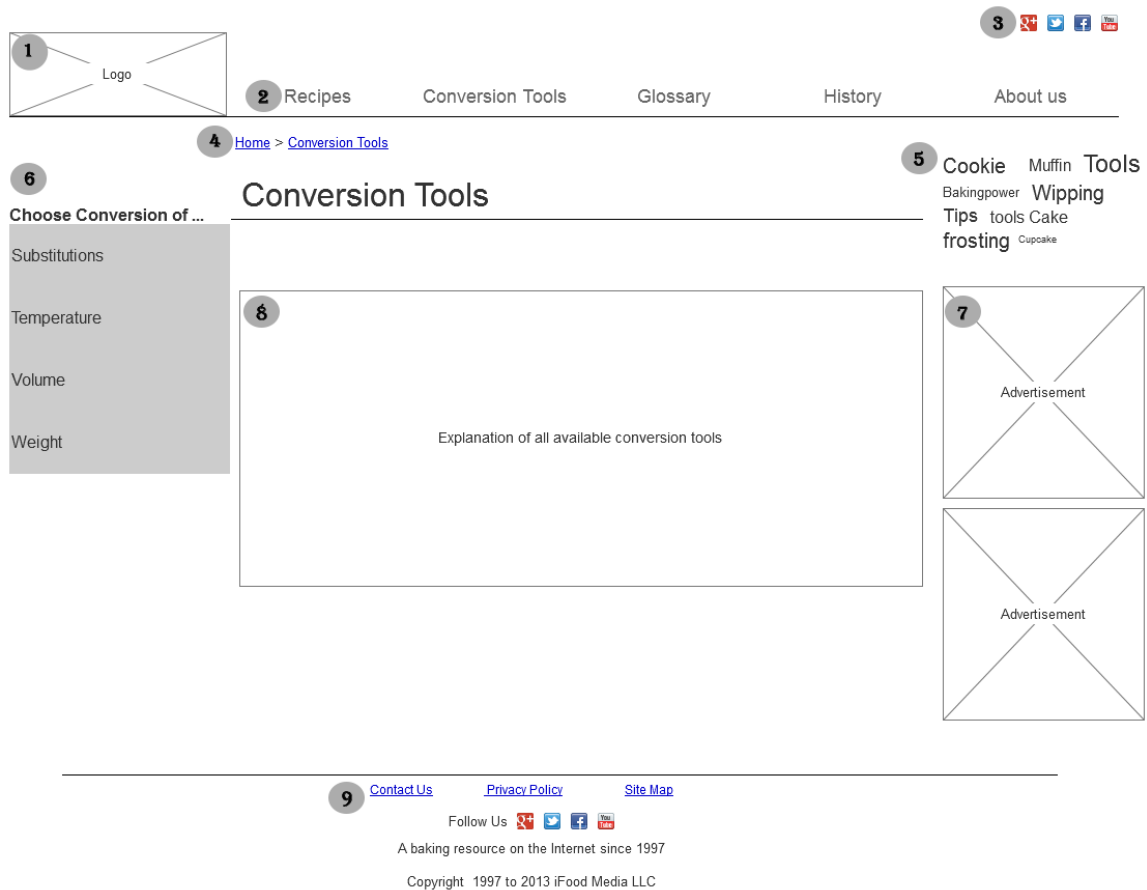 3
1
Logo
2 Recipes Conversion Tools Glossary History About us
4 Home > Conversion Tools
5 Cookie Muffin Tools
Bakingpower Wipping
Tips tools Cake
frosting Cupcake
6
Choose Conversion of ...
Substitutions
Temperature
Volume
Weight
Conversion Tools
8
Explanation of all available conversion tools
7
Advertisement
Advertisement
9 Contact Us Privacy Policy Site Map
Follow Us
A baking resource on the Internet since 1997
Copyright 1997 to 2013 iFood Media LLC